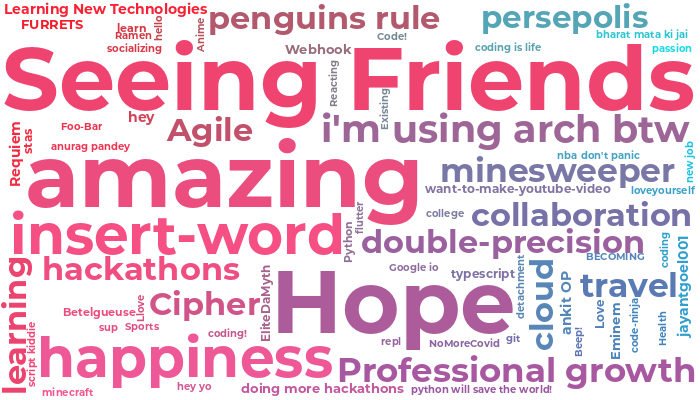 Learning New Technologies
FURRETS
learn
Ramen
socializing
hello
Anime
penguins rule
Webhook
Code!
persepolis
bharat mata ki jai
coding is life
passion
Seeing Friends
Reacting
Existing
hey
Foo-Bar
Agile
i'm using arch btw
Requiem
stas
anurag pandey
amazing
nba don't panic
minesweeper
new job
want-to-make-youtube-video
loveyourself
insert-word
Python
flutter
college
collaboration
double-precision
coding
jayantgoel001
BECOMING
learning
hackathons
EliteDaMyth
Hope
Google io
typescript
detachment
cloud
ankit OP
travel
Betelgeuse
Llove
Cipher
sup
Sports
coding!
script kiddie
happiness
repl
NoMoreCovid
git
Beep!
Love
Eminem
code-ninja
Health
Professional growth
minecraft
hey yo
doing more hackathons
python will save the world!